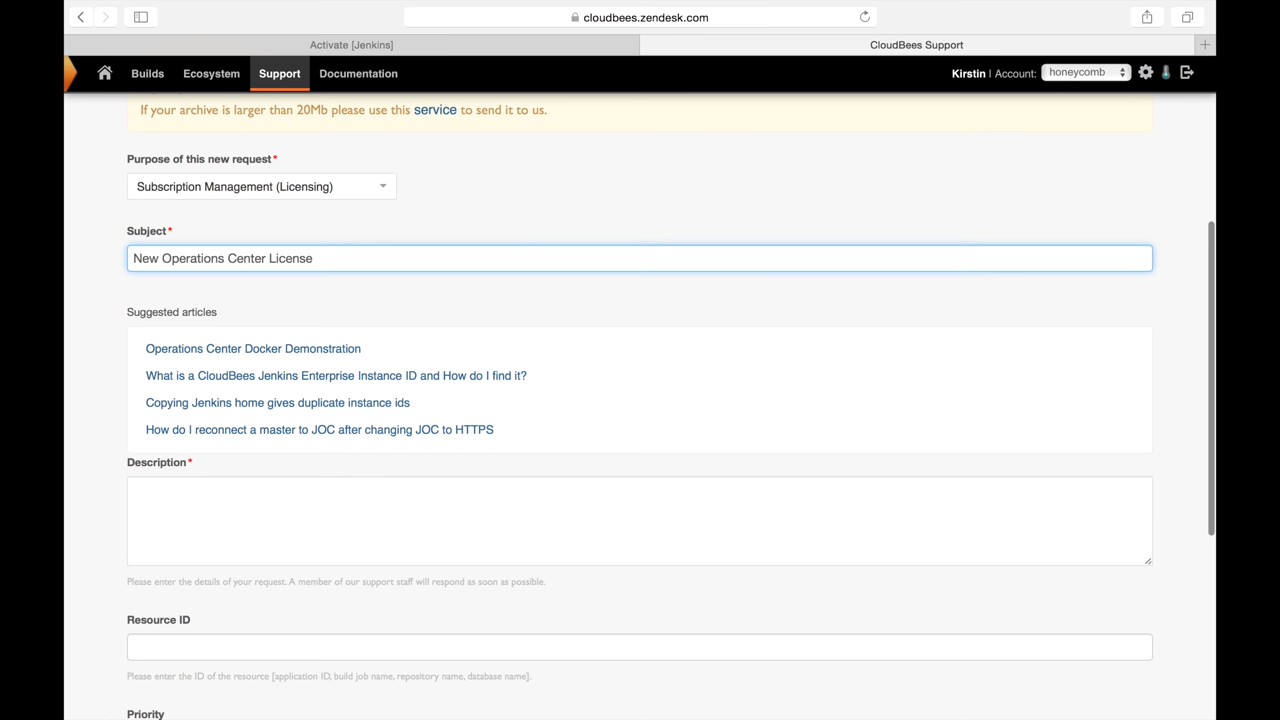 cloudbees.zendesk.com
Activate [Jenkins]
CloudBees Support
Builds Ecosystem Support Documentation Kirstin | Account: honeycomb
If your archive is larger than 20Mb please use this service to send it to us.
Purpose of this new request*
Subscription Management (Licensing)
Subject*
New Operations Center License
Suggested articles
Operations Center Docker Demonstration
What is a CloudBees Jenkins Enterprise Instance ID and How do I find it?
Copying Jenkins home gives duplicate instance ids
How do I reconnect a master to JOC after changing JOC to HTTPS
Description*
Please enter the details of your request. A member of our support staff will respond as soon as possible.
Resource ID
Please enter the ID of the resource [application ID, build job name, repository name, database name].
Priority